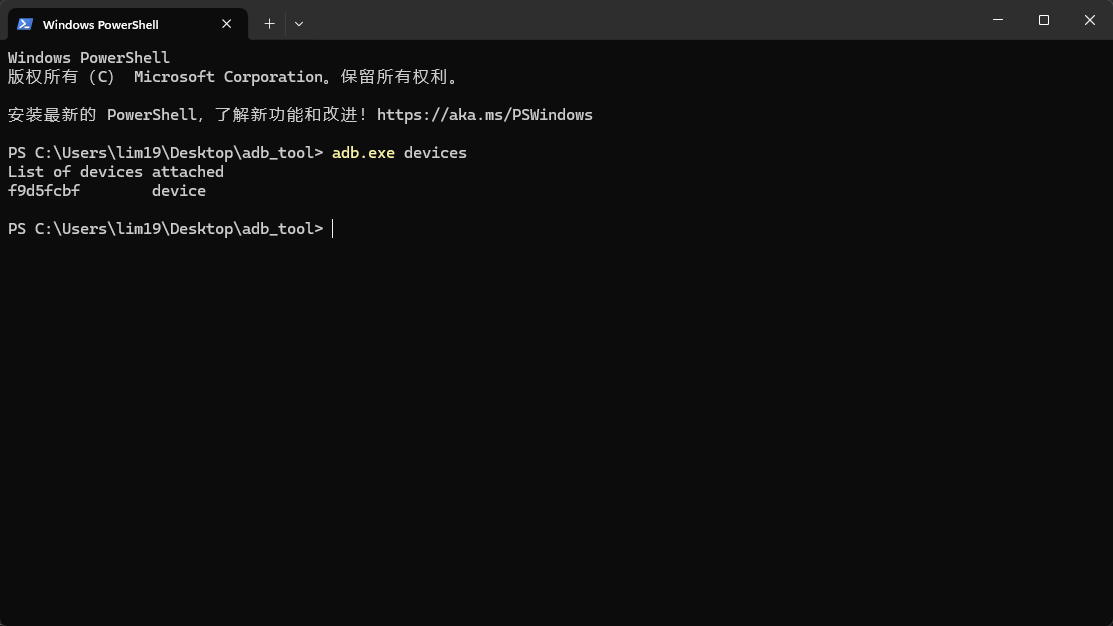 Windows PowerShell
Windows PowerShell
版权所有（C） Microsoft Corporation。保留所有权利。
安装最新的 PowerShell，了解新功能和改进！https://aka.ms/PSWindows
PS C:\Users\lim19\Desktop\adb_tool> adb.exe devices
List of devices attached
f9d5fcbf        device
PS C:\Users\lim19\Desktop\adb_tool>